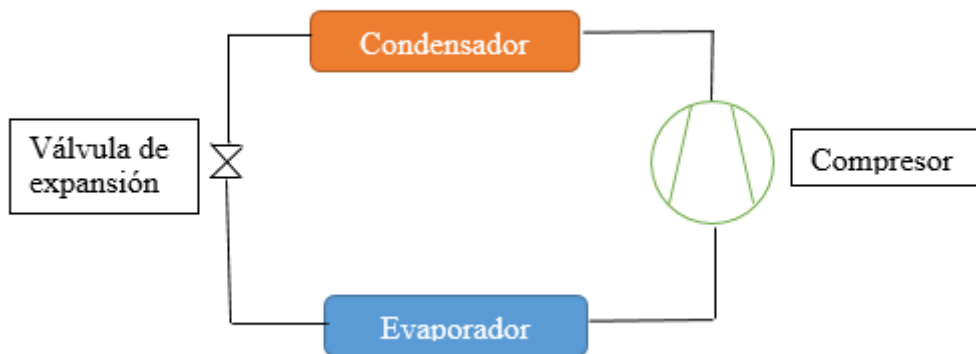 Condensador
Válvula de
expansión
Compresor
Evaporador